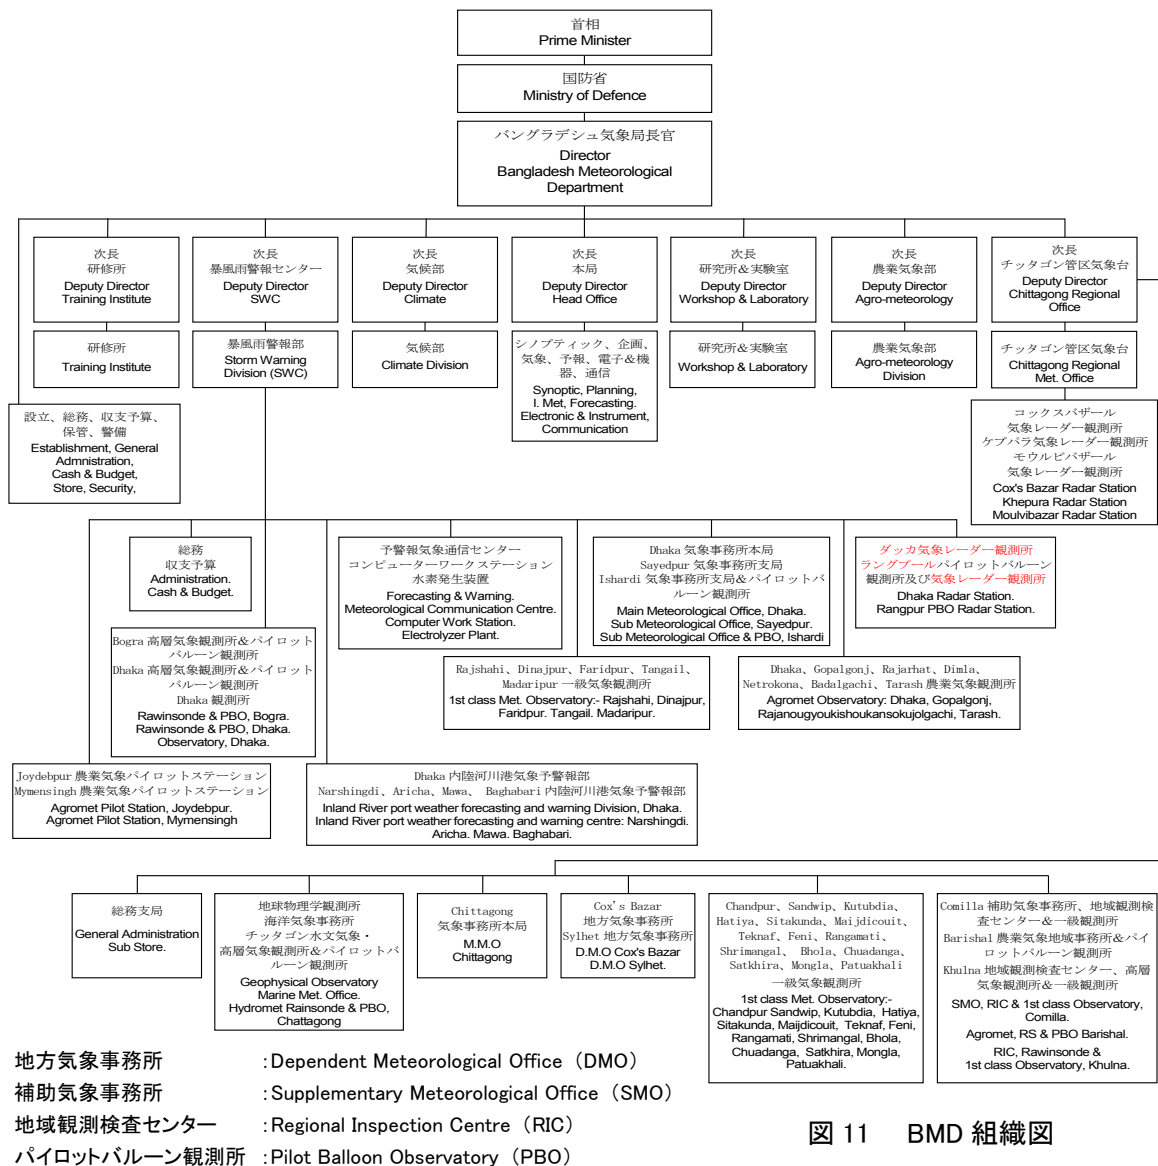 首相
Prime Minister
国防省
Ministry of Defence
バングラデシュ気象局長官
Director
Bangladesh Meteorological
Department
次長
研修所
Deputy Director
Training Institute
次長
暴風雨警報センター
Deputy Director
SWC
次長
気候部
Deputy Director
Climate
次長
本局
Deputy Director
Head Office
次長
研究所＆実験室
Deputy Director
Workshop & Laboratory
次長
農業気象部
Deputy Director
Agro-meteorology
次長
チッタゴン管区気象台
Deputy Director
Chittagong Regional
Office
研修所
Training Institute
暴風雨警報部
Storm Warning
Division (SWC)
気候部
Climate Division
シノプティック、企画、
気象、予報、電子＆機
器、通信
Synoptic, Planning,
I. Met, Forecasting.
Electronic & Instrument,
Communication
研究所＆実験室
Workshop & Laboratory
農業気象部
Agro-meteorology
Division
チッタゴン管区気象台
Chittagong Regional
Met. Office
設立、総務、収支予算、
保管、警備
Establishment, General
Admnistration,
Cash & Budget,
Store, Security,
コックスバザール
気象レーダー観測所
ケプパラ気象レーダー観測所
モウルビバザール
気象レーダー観測所
Cox's Bazar Radar Station
Khepura Radar Station
Moulvibazar Radar Station
総務
収支予算
Administration.
Cash & Budget.
予警報気象通信センター
コンピューターワークステーション
水素発生装置
Forecasting & Warning.
Meteorological Communication Centre.
Computer Work Station.
Electrolyzer Plant.
Dhaka 気象事務所本局
Sayedpur 気象事務所支局
Ishardi 気象事務所支局＆パイロットバ
ルーン観測所
Main Meteorological Office, Dhaka.
Sub Meteorological Office, Sayedpur.
Sub Meteorological Office & PBO, Ishardi
ダッカ気象レーダー観測所
ラングプールパイロットバルーン
観測所及び気象レーダー観測所
Dhaka Radar Station.
Rangpur PBO Radar Station.
Bogra 高層気象観測所＆パイロット
バルーン観測所
Dhaka 高層気象観測所＆パイロット
バルーン観測所
Dhaka 観測所
Rawinsonde & PBO, Bogra.
Rawinsonde & PBO, Dhaka.
Observatory, Dhaka.
Rajshahi、Dinajpur、Faridpur、Tangail、
Madaripur 一級気象観測所
1st class Met. Observatory:- Rajshahi, Dinajpur,
Faridpur. Tangail. Madaripur.
Dhaka、Gopalgonj、Rajarhat、Dimla、
Netrokona、Badalgachi、Tarash 農業気象観測所
Agromet Observatory: Dhaka, Gopalgonj,
Rajanougyoukishoukansokujolgachi, Tarash.
Joydebpur 農業気象パイロットステーション
Mymensingh 農業気象パイロットステーション
Agromet Pilot Station, Joydebpur.
Agromet Pilot Station, Mymensingh
Dhaka 内陸河川港気象予警報部
Narshingdi、Aricha、Mawa、 Baghabari 内陸河川港気象予警報部
Inland River port weather forecasting and warning Division, Dhaka.
Inland River port weather forecasting and warning centre: Narshingdi.
Aricha. Mawa. Baghabari.
総務支局
General Administration
Sub Store.
地球物理学観測所
海洋気象事務所
チッタゴン水文気象・
高層気象観測所＆パイロットバ
ルーン観測所
Geophysical Observatory
Marine Met. Office.
Hydromet Rainsonde & PBO,
Chattagong
Chittagong
気象事務所本局
M.M.O
Chittagong
Cox's Bazar
地方気象事務所
Sylhet 地方気象事務所
D.M.O Cox's Bazar
D.M.O Sylhet.
Chandpur、Sandwip、Kutubdia、
Hatiya、Sitakunda、Maijdicouit、
Teknaf、Feni、Rangamati、
Shrimangal、 Bhola、Chuadanga、
Satkhira、Mongla、Patuakhali
一級気象観測所
1st class Met. Observatory:-
Chandpur Sandwip, Kutubdia, Hatiya,
Sitakunda, Maijdicouit, Teknaf, Feni,
Rangamati, Shrimangal, Bhola,
Chuadanga, Satkhira, Mongla,
Patuakhali.
Comilla 補助気象事務所、地域観測検
査センター＆一級観測所
Barishal 農業気象地域事務所＆パイ
ロットバルーン観測所
Khulna 地域観測検査センター、高層
気象観測所＆一級観測所
SMO, RIC & 1st class Observatory,
Comilla.
Agromet, RS & PBO Barishal.
RIC, Rawinsonde &
1st class Observatory, Khulna.
地方気象事務所 :Dependent Meteorological Office (DMO)
補助気象事務所 :Supplementary Meteorological Office (SMO)
地域観測検査センター :Regional Inspection Centre (RIC)
パイロットバルーン観測所 :Pilot Balloon Observatory (PBO)
図 11 BMD 組織図